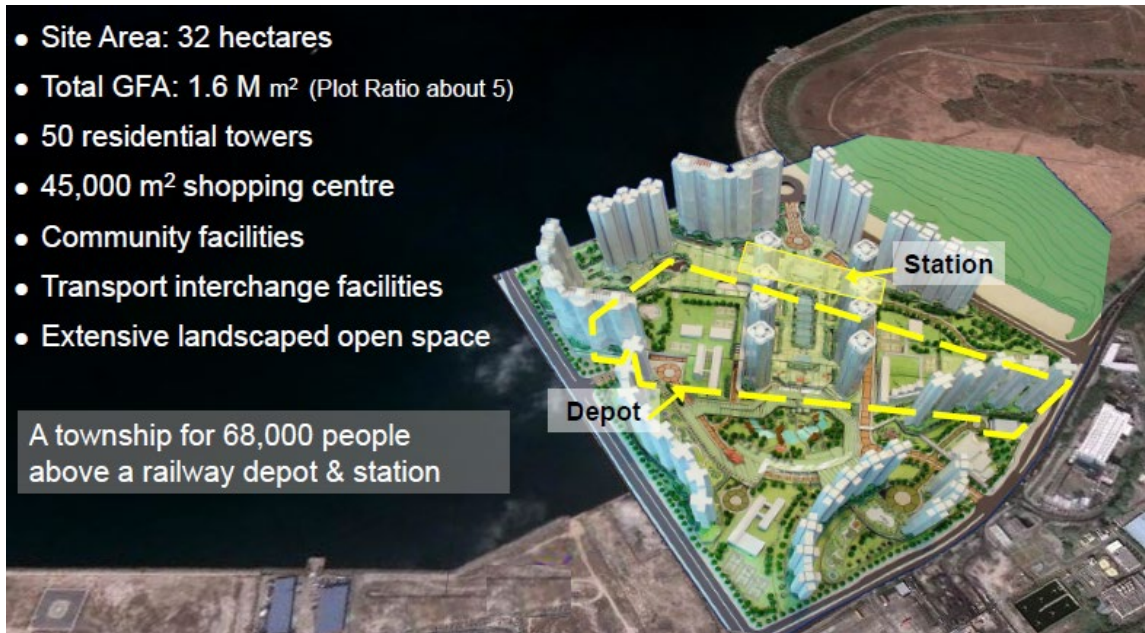 ● Site Area: 32 hectares
● Total GFA: 1.6 M m² (Plot Ratio about 5)
● 50 residential towers
● 45,000 m² shopping centre
● Community facilities
● Transport interchange facilities
● Extensive landscaped open space
A township for 68,000 people
above a railway depot & station
Station
Depot